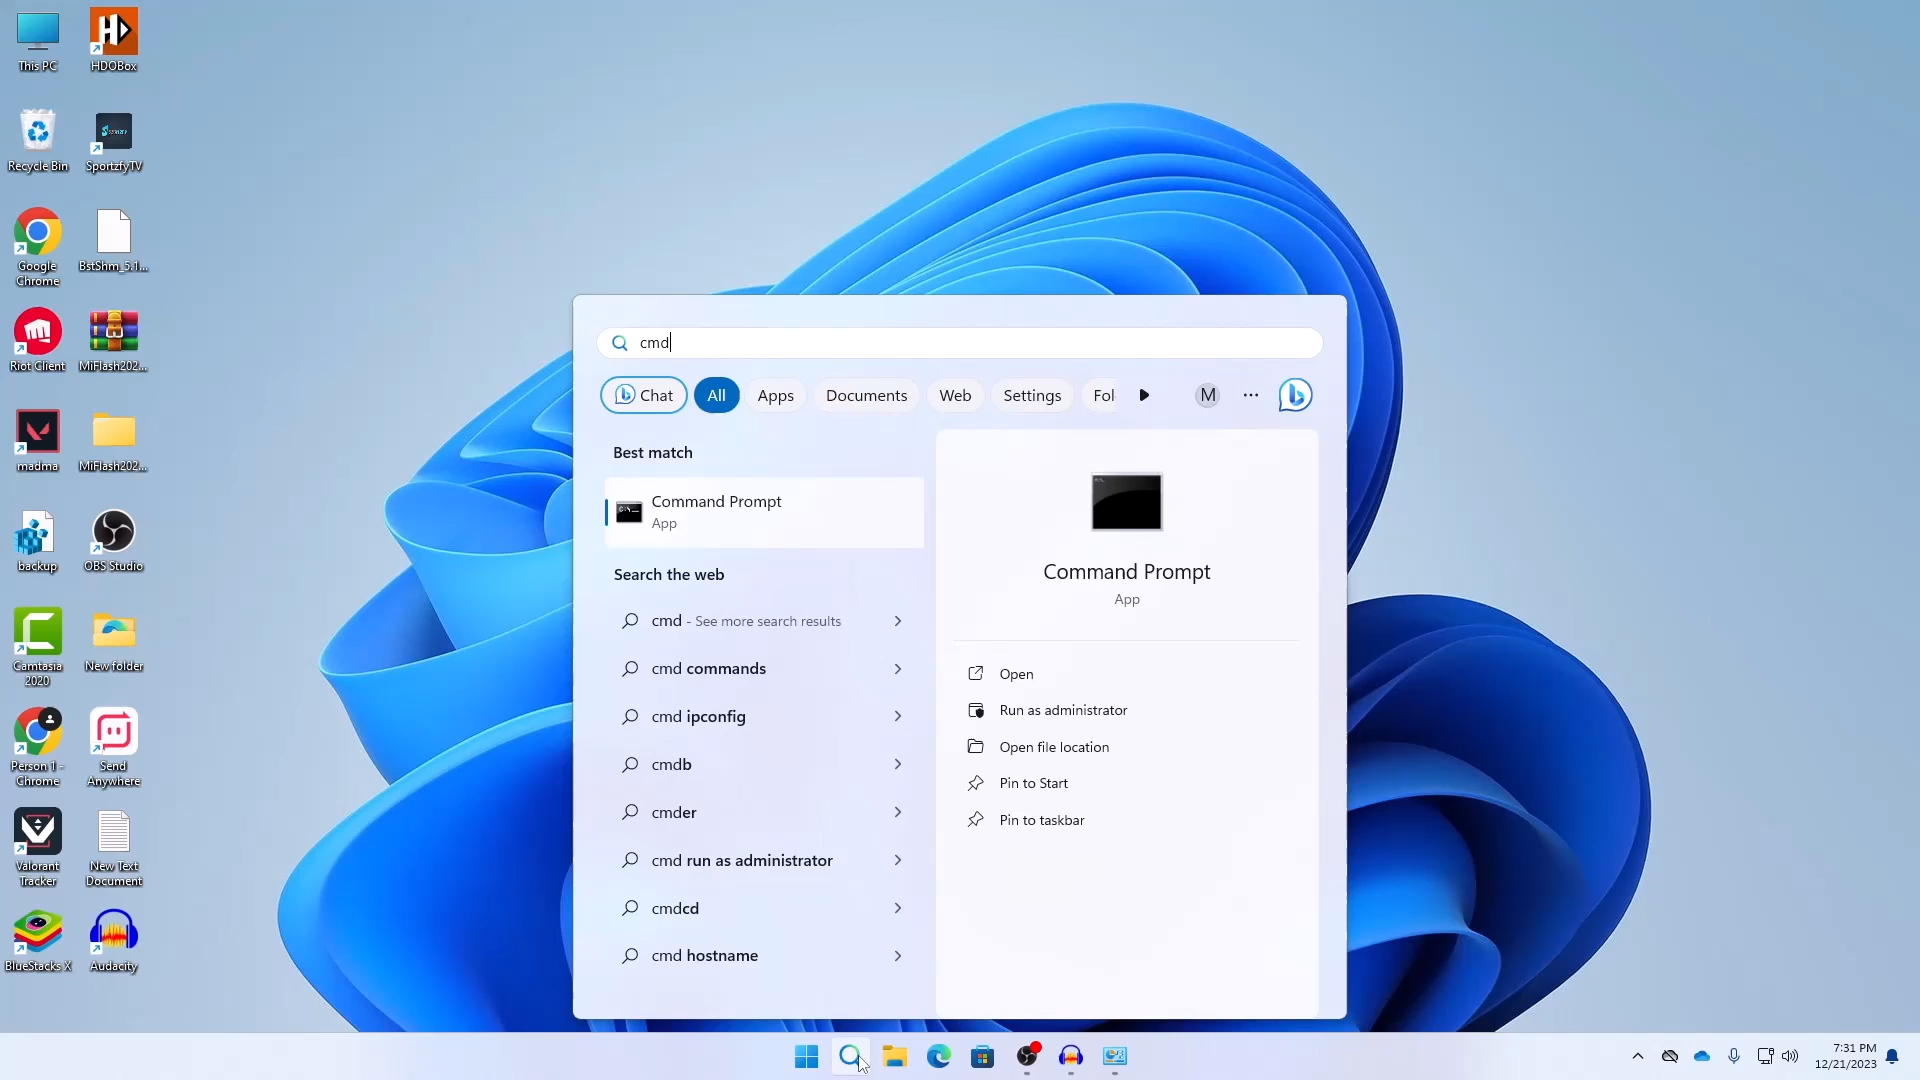 This PC
HDOBox
Recycle Bin
SportzfyTV
Google
Chrome
BstShm_5.1...
Riot Client
MiFlash202...
madma
MiFlash202...
backup
OBS Studio
Camtasia
2020
New folder
Person 1 -
Chrome
Send
Anywhere
Valorant
Tracker
New Text
Document
BlueStacks X
Audacity
cmd
Chat
All
Apps
Documents
Web
Settings
Fol
M
Best match
Command Prompt
App
Search the web
cmd - See more search results
cmd commands
cmd ipconfig
cmdb
cmder
cmd run as administrator
cmdcd
cmd hostname
Command Prompt
App
Open
Run as administrator
Open file location
Pin to Start
Pin to taskbar
7:31 PM
12/21/2023